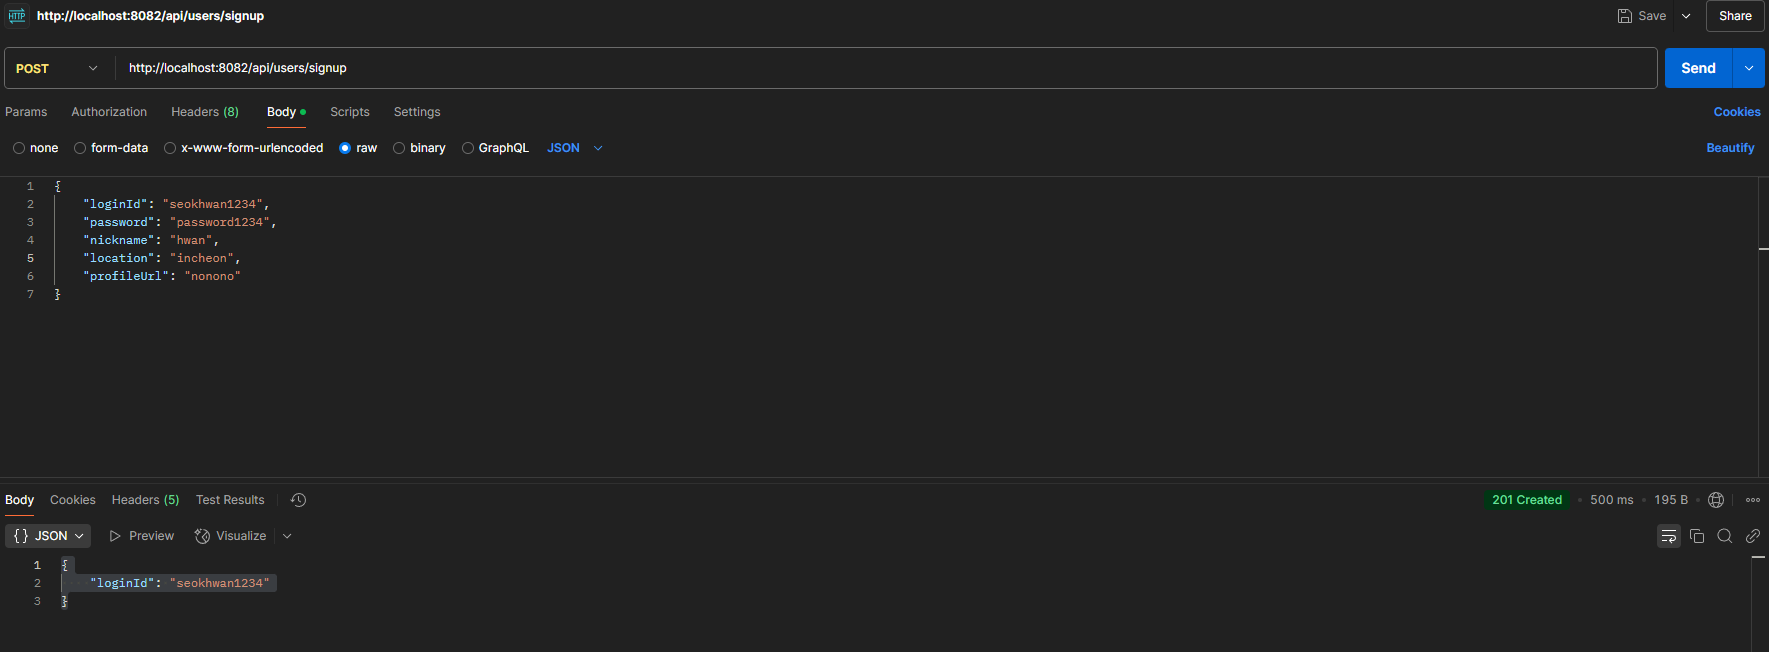 HTTP http://localhost:8082/api/users/signup Save Share
POST http://localhost:8082/api/users/signup Send
Params Authorization Headers (8) Body Scripts Settings Cookies
none form-data x-www-form-urlencoded raw binary GraphQL JSON Beautify
1 {
2 "loginId": "seokhwan1234",
3 "password": "password1234",
4 "nickname": "hwan",
5 "location": "incheon",
6 "profileUrl": "nonono"
7 }
Body Cookies Headers (5) Test Results 201 Created • 500 ms • 195 B
{} JSON Preview Visualize
1 {
2 "loginId": "seokhwan1234"
3 }